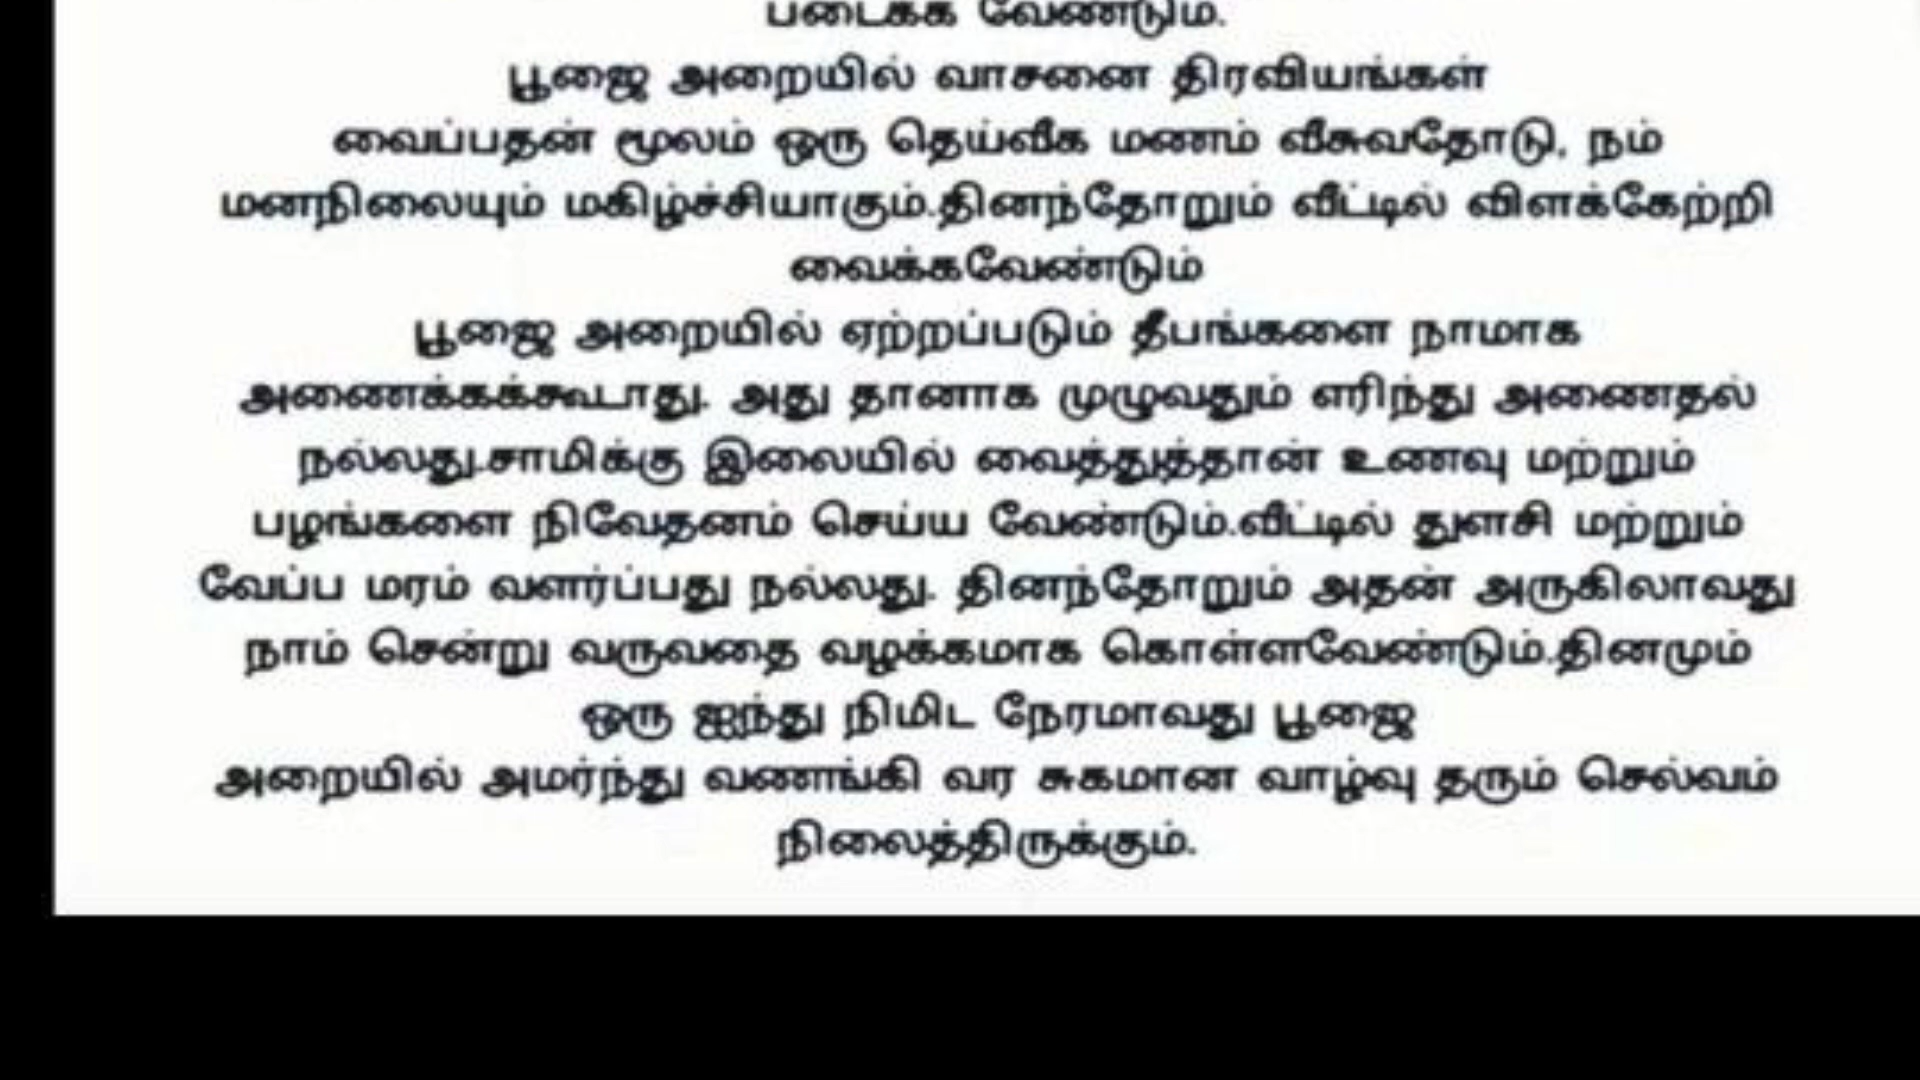 படைக்க வேண்டும்.
பூஜை அறையில் வாசனை திரவியங்கள்
வைப்பதன் மூலம் ஒரு தெய்வீக மணம் வீசுவதோடு, நம்
மனநிலையும் மகிழ்ச்சியாகும்.தினந்தோறும் வீட்டில் விளக்கேற்றி
வைக்கவேண்டும்
பூஜை அறையில் ஏற்றப்படும் தீபங்களை நாமாக
அணைக்கக்கூடாது. அது தானாக முழுவதும் எரிந்து அணைதல்
நல்லது.சாமிக்கு இலையில் வைத்துத்தான் உணவு மற்றும்
பழங்களை நிவேதனம் செய்ய வேண்டும்.வீட்டில் துளசி மற்றும்
வேப்ப மரம் வளர்ப்பது நல்லது. தினந்தோறும் அதன் அருகிலாவது
நாம் சென்று வருவதை வழக்கமாக கொள்ளவேண்டும்.தினமும்
ஒரு ஐந்து நிமிட நேரமாவது பூஜை
அறையில் அமர்ந்து வணங்கி வர சுகமான வாழ்வு தரும் செல்வம்
நிலைத்திருக்கும்.